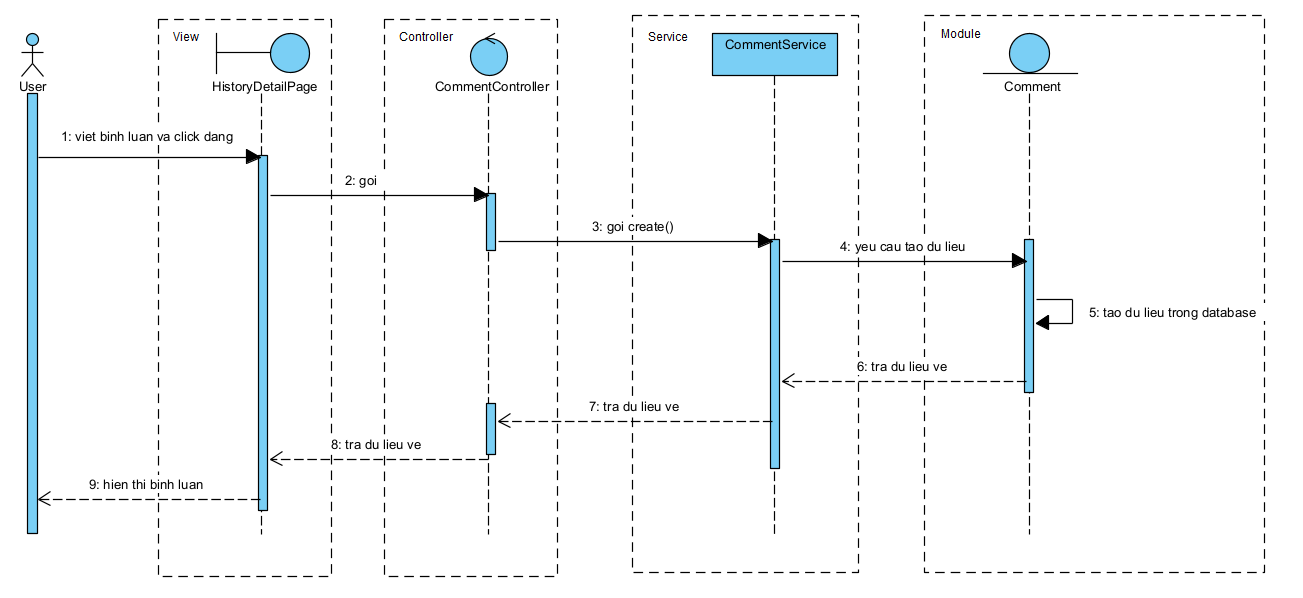 View
Controller
Service
Module
CommentService
User
HistoryDetailPage
CommentController
Comment
1: viet binh luan va click dang
2: goi
3: goi create()
4: yeu cau tao du lieu
5: tao du lieu trong database
6: tra du lieu ve
7: tra du lieu ve
8: tra du lieu ve
9: hien thi binh luan